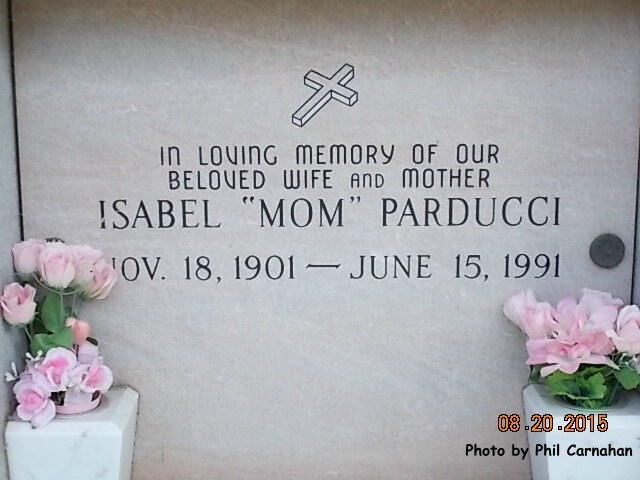 IN LOVING MEMORY OF OUR
BELOVED WIFE AND MOTHER
ISABEL "MOM" PARDUCCI
NOV. 18, 1901 — JUNE 15, 1991
08.20.2015
Photo by Phil Carnahan